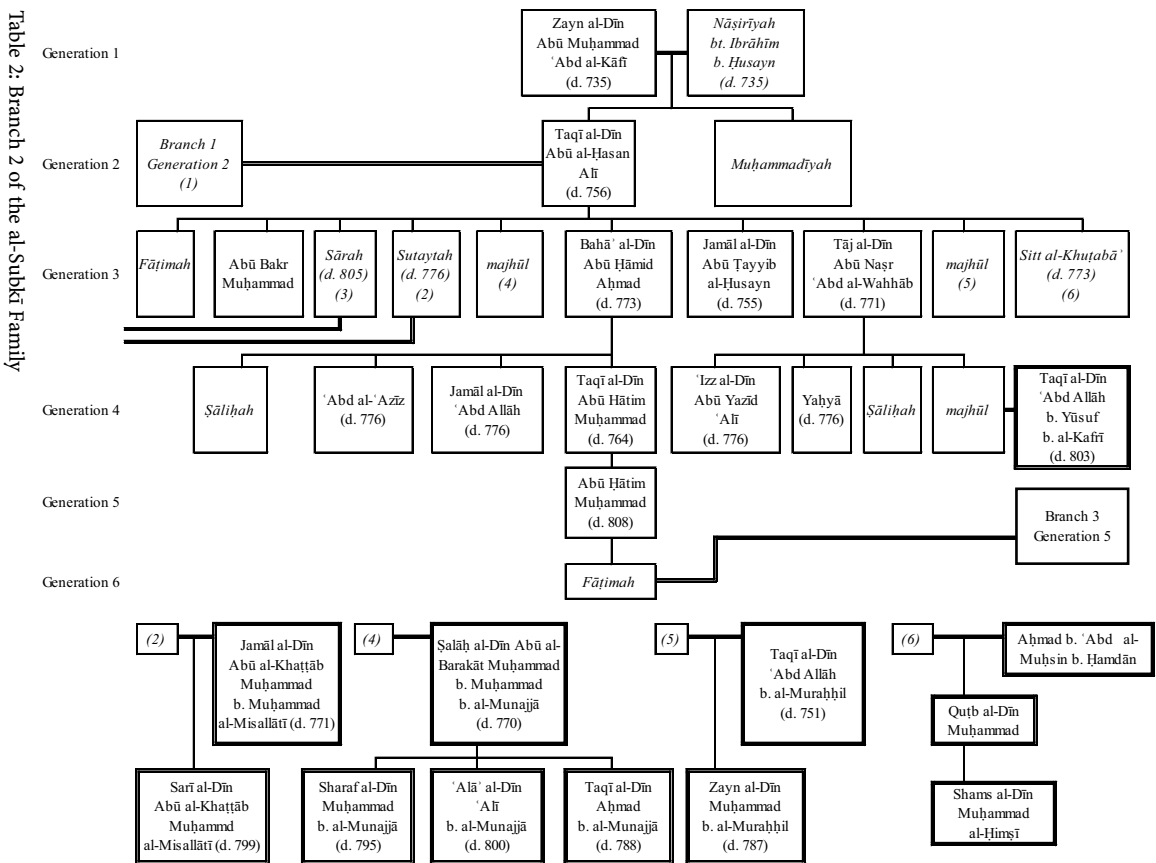 Table 2: Branch 2 of the al-Subkī Family
Generation 1
Zayn al-Dīn
Abū Muḥammad
ʿAbd al-Kāfī
(d. 735)
Nāṣirīyah
bt. Ibrāhīm
b. Ḥusayn
(d. 735)
Generation 2
Branch 1
Generation 2
(1)
Taqī al-Dīn
Abū al-Ḥasan
Alī
(d. 756)
Muḥammadīyah
Generation 3
Fāṭimah
Abū Bakr
Muḥammad
Sārah
(d. 805)
(3)
Sutaytah
(d. 776)
(2)
majhūl
(4)
Bahāʾ al-Dīn
Abū Ḥāmid
Aḥmad
(d. 773)
Jamāl al-Dīn
Abū Ṭayyib
al-Ḥusayn
(d. 755)
Tāj al-Dīn
Abū Naṣr
ʿAbd al-Wahhāb
(d. 771)
majhūl
(5)
Sitt al-Khuṭabāʾ
(d. 773)
(6)
Generation 4
Ṣāliḥah
ʿAbd al-ʿAzīz
(d. 776)
Jamāl al-Dīn
ʿAbd Allāh
(d. 776)
Taqī al-Dīn
Abū Ḥātim
Muḥammad
(d. 764)
ʿIzz al-Dīn
Abū Yazīd
ʿAlī
(d. 776)
Yaḥyā
(d. 776)
Ṣāliḥah
majhūl
Taqī al-Dīn
ʿAbd Allāh
b. Yūsuf
b. al-Kafrī
(d. 803)
Generation 5
Abū Ḥātim
Muḥammad
(d. 808)
Branch 3
Generation 5
Generation 6
Fāṭimah
(2)
Jamāl al-Dīn
Abū al-Khaṭṭāb
Muḥammad
b. Muḥammad
al-Misallātī (d. 771)
(4)
Ṣalāḥ al-Dīn Abū al-
Barakāt Muḥammad
b. Muḥammad
b. al-Munajjā
(d. 770)
(5)
Taqī al-Dīn
ʿAbd Allāh
b. al-Muraḥḥil
(d. 751)
(6)
Aḥmad b. ʿAbd al-
Muḥsin b. Ḥamdān
Quṭb al-Dīn
Muḥammad
Sarī al-Dīn
Abū al-Khaṭṭāb
Muḥammd
al-Misallātī (d. 799)
Sharaf al-Dīn
Muḥammad
b. al-Munajjā
(d. 795)
ʿAlāʾ al-Dīn
ʿAlī
b. al-Munajjā
(d. 800)
Taqī al-Dīn
Aḥmad
b. al-Munajjā
(d. 788)
Zayn al-Dīn
Muḥammad
b. al-Muraḥḥil
(d. 787)
Shams al-Dīn
Muḥammad
al-Ḥimṣī